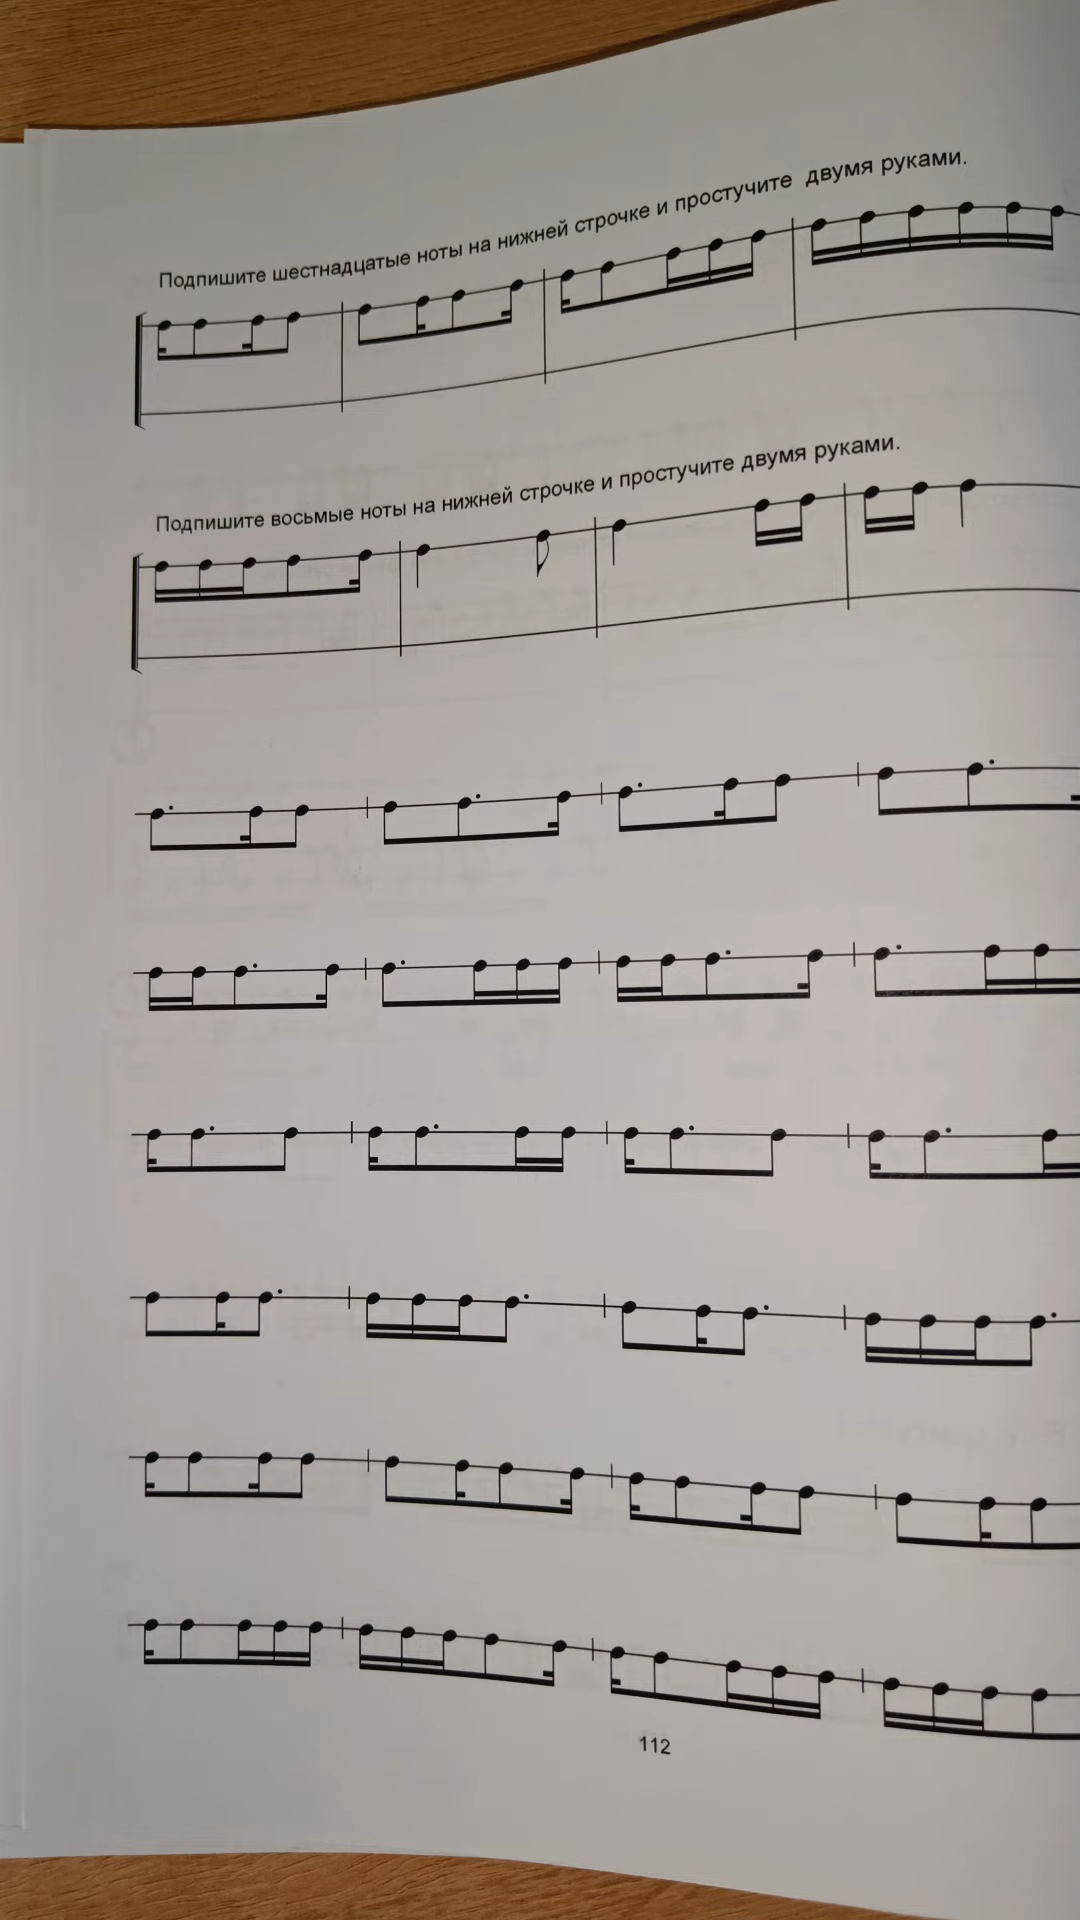 Подпишите шестнадцатые ноты на нижней строчке и простучите двумя руками.
Подпишите восьмые ноты на нижней строчке и простучите двумя руками.
112